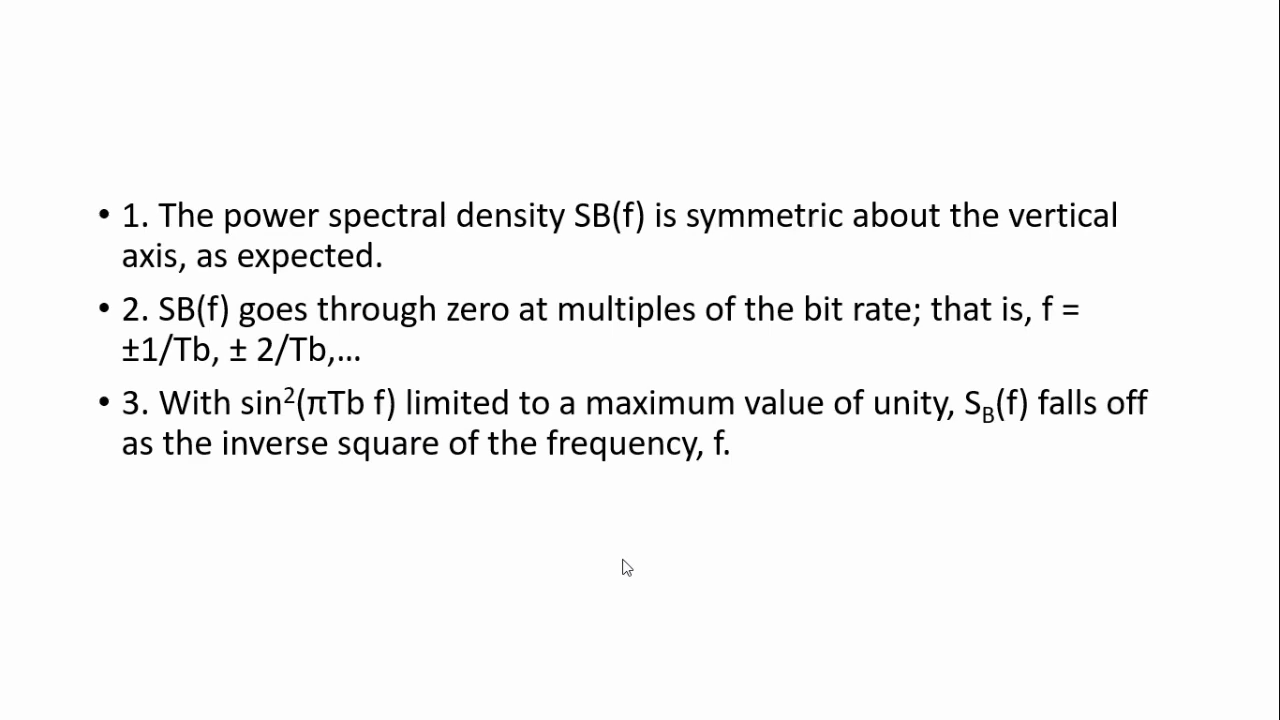 • 1. The power spectral density SB(f) is symmetric about the vertical
axis, as expected.
• 2. SB(f) goes through zero at multiples of the bit rate; that is, f =
±1/Tb, ± 2/Tb,...
• 3. With sin²(πTb f) limited to a maximum value of unity, S_B(f) falls off
as the inverse square of the frequency, f.